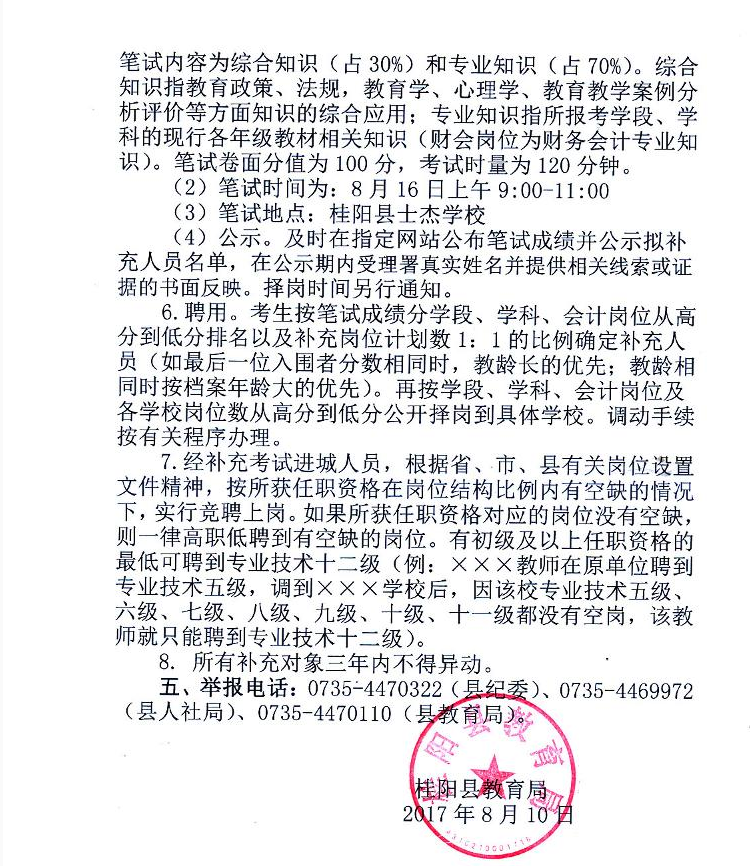 笔试内容为综合知识（占 30%）和专业知识（占 70%）。综合
知识指教育政策、法规，教育学、心理学、教育教学案例分
析评价等方面知识的综合应用；专业知识指所报考学段、学
科的现行各年级教材相关知识（财会岗位为财务会计专业知
识）。笔试卷面分值为 100 分，考试时量为 120 分钟。
（2）笔试时间为：8 月 16 日上午 9:00-11:00
（3）笔试地点：桂阳县士杰学校
（4）公示。及时在指定网站公布笔试成绩并公示拟补
充人员名单，在公示期内受理署真实姓名并提供相关线索或证
据的书面反映。择岗时间另行通知。
6.聘用。考生按笔试成绩分学段、学科、会计岗位从高
分到低分排名以及补充岗位计划数 1：1 的比例确定补充人
员（如最后一位入围者分数相同时，教龄长的优先；教龄相
同时按档案年龄大的优先）。再按学段、学科、会计岗位及
各学校岗位数从高分到低分公开择岗到具体学校。调动手续
按有关程序办理。
7.经补充考试进城人员，根据省、市、县有关岗位设置
文件精神，按所获任职资格在岗位结构比例内有空缺的情况
下，实行竞聘上岗。如果所获任职资格对应的岗位没有空缺，
则一律高职低聘到有空缺的岗位。有初级及以上任职资格的
最低可聘到专业技术十二级（例：×××教师在原单位聘到
专业技术五级，调到×××学校后，因该校专业技术五级、
六级、七级、八级、九级、十级、十一级都没有空岗，该教
师就只能聘到专业技术十二级）。
8. 所有补充对象三年内不得异动。
五、举报电话：0735-4470322（县纪委）、0735-4469972
（县人社局）、0735-4470110（县教育局）。
桂阳县教育局
桂阳县教育局
2017 年 8 月 10 日